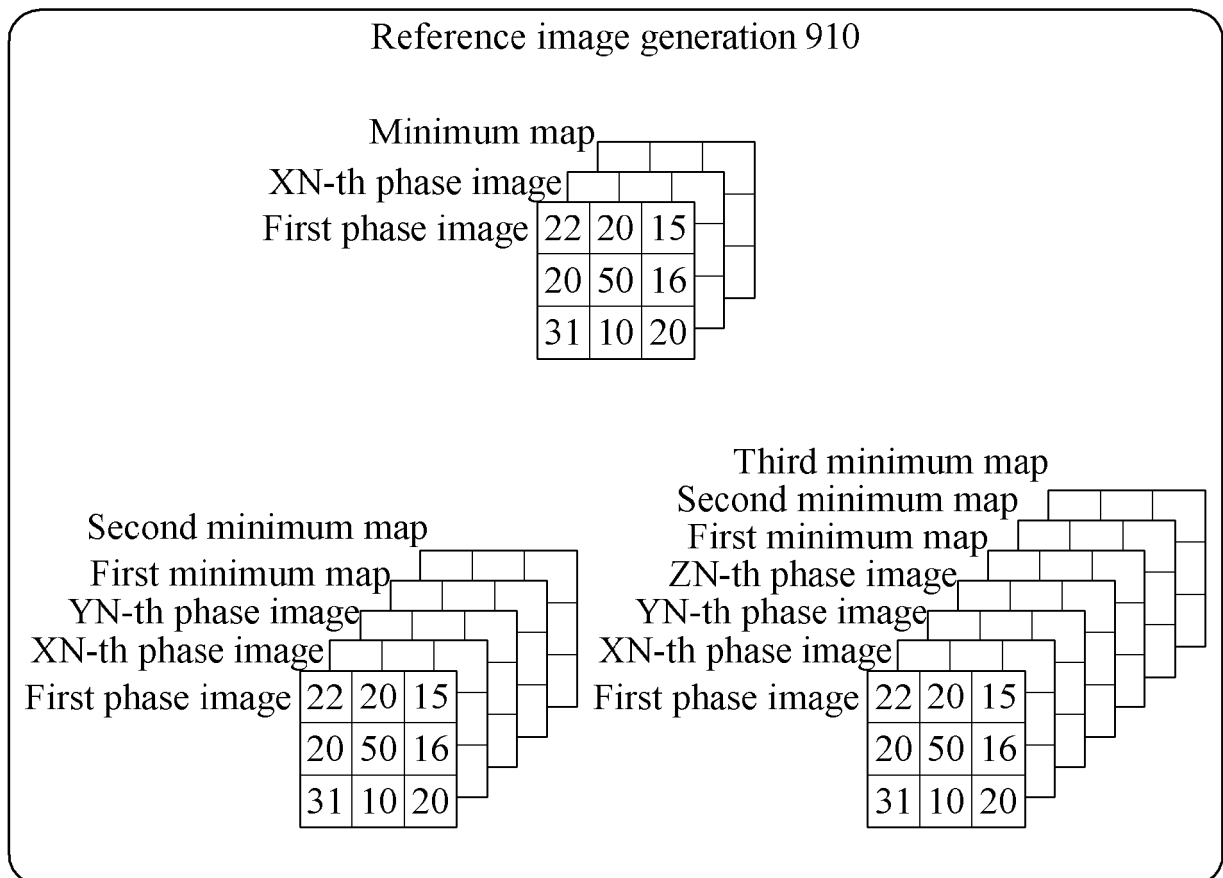 Reference image generation 910
Minimum map
XN-th phase image
First phase image
22 20 15
20 50 16
31 10 20
Second minimum map
First minimum map
YN-th phase image
XN-th phase image
First phase image
22 20 15
20 50 16
31 10 20
Third minimum map
Second minimum map
First minimum map
ZN-th phase image
YN-th phase image
XN-th phase image
First phase image
22 20 15
20 50 16
31 10 20